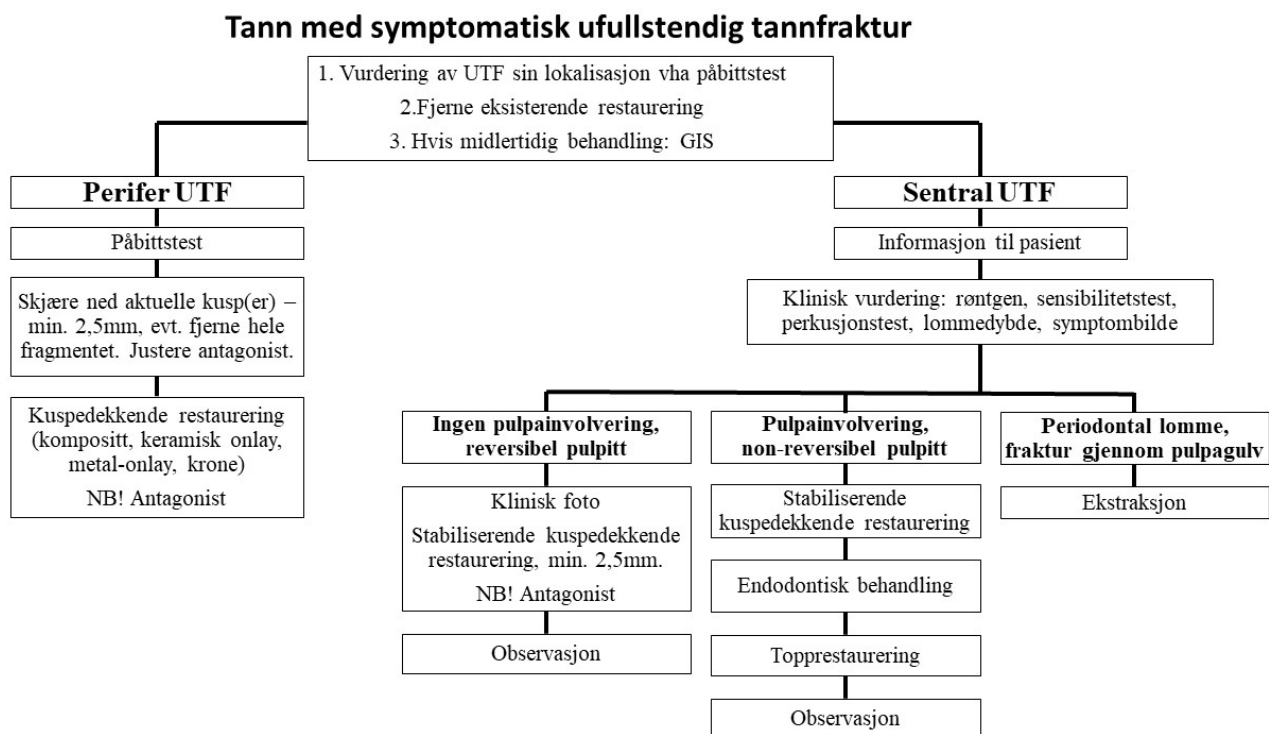 Tann med symptomatisk ufullstendig tannfraktur
1. Vurdering av UTF sin lokalisasjon vha påbittstest
2.Fjerne eksisterende restaurering
3. Hvis midlertidig behandling: GIS
Perifer UTF
Påbittstest
Skjære ned aktuelle kusp(er) –
min. 2,5mm, evt. fjerne hele
fragmentet. Justere antagonist.
Kuspedekkende restaurering
(kompositt, keramisk onlay,
metal-onlay, krone)
NB! Antagonist
Sentral UTF
Informasjon til pasient
Klinisk vurdering: røntgen, sensibilitetstest,
perkusjonstest, lommedybde, symptombilde
Ingen pulpainvolvering,
reversibel pulpitt
Klinisk foto
Stabiliserende kuspedekkende
restaurering, min. 2,5mm.
NB! Antagonist
Observasjon
Pulpainvolvering,
non-reversibel pulpitt
Stabiliserende
kuspedekkende restaurering
Endodontisk behandling
Topprestaurering
Observasjon
Periodontal lomme,
fraktur gjennom pulpagulv
Ekstraksjon